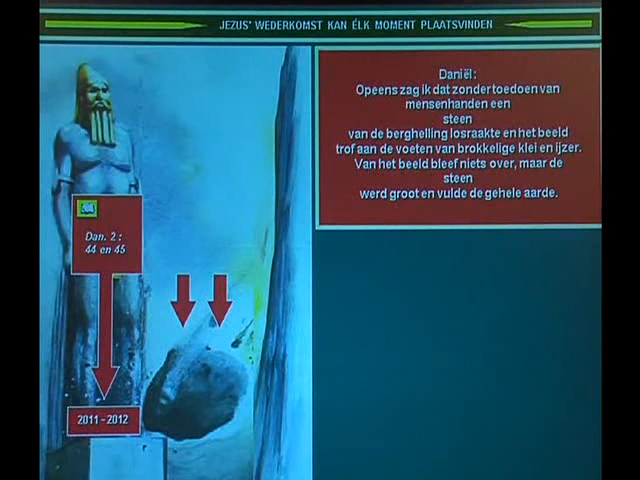 JEZUS' WEDERKOMST KAN ÉLK MOMENT PLAATSVINDEN
Daniël :
Opeens zag ik dat zonder toedoen van
mensenhanden een
steen
van de berghelling losraakte en het beeld
trof aan de voeten van brokkelige klei en ijzer.
Van het beeld bleef niets over, maar de
steen
werd groot en vulde de gehele aarde.
Dan. 2 :
44 en 45
2011 - 2012